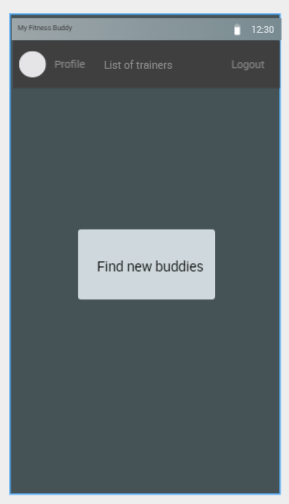 My Fitness Buddy 12:30
Profile List of trainers Logout
Find new buddies